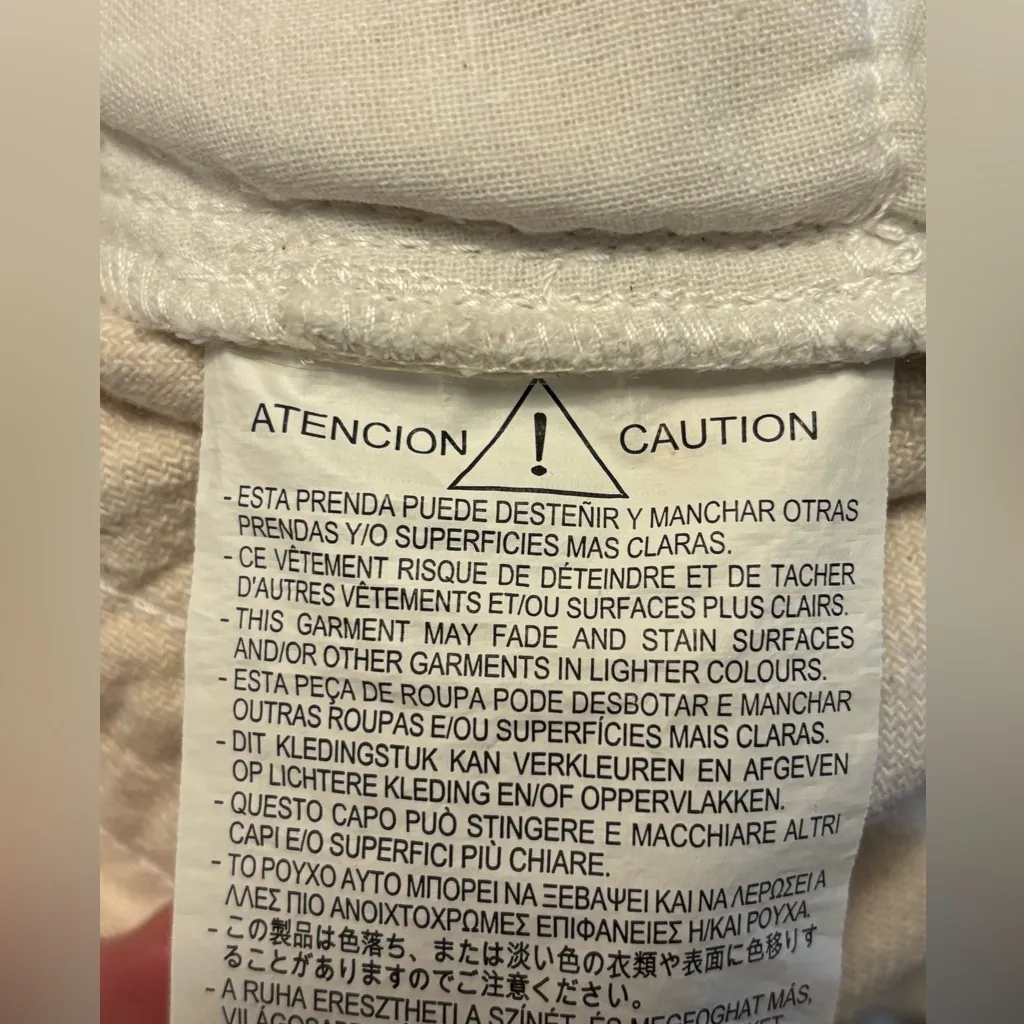 ATENCION ! CAUTION
- ESTA PRENDA PUEDE DESTEÑIR Y MANCHAR OTRAS
PRENDAS Y/O SUPERFICIES MAS CLARAS.
- CE VÊTEMENT RISQUE DE DÉTEINDRE ET DE TACHER
D'AUTRES VÊTEMENTS ET/OU SURFACES PLUS CLAIRS.
- THIS GARMENT MAY FADE AND STAIN SURFACES
AND/OR OTHER GARMENTS IN LIGHTER COLOURS.
- ESTA PEÇA DE ROUPA PODE DESBOTAR E MANCHAR
OUTRAS ROUPAS E/OU SUPERFÍCIES MAIS CLARAS.
- DIT KLEDINGSTUK KAN VERKLEUREN EN AFGEVEN
OP LICHTERE KLEDING EN/OF OPPERVLAKKEN.
- QUESTO CAPO PUÒ STINGERE E MACCHIARE ALTRI
CAPI E/O SUPERFICI PIÙ CHIARE.
- ΤΟ ΡΟΥΧΟ ΑΥΤΟ ΜΠΟΡΕΙ ΝΑ ΞΕΒΑΨΕΙ ΚΑΙ ΝΑ ΛΕΡΩΣΕΙ Α
ΛΛΕΣ ΠΙΟ ΑΝΟΙΧΤΟΧΡΩΜΕΣ ΕΠΙΦΑΝΕΙΕΣ Η/ΚΑΙ ΡΟΥΧΑ.
- この製品は色落ち、または淡い色の衣類や表面に色移りす
ることがありますのでご注意ください。
- A RUHA ERESZTHETI A SZÍNÉT, ÉS MEGFOGHAT MÁS,